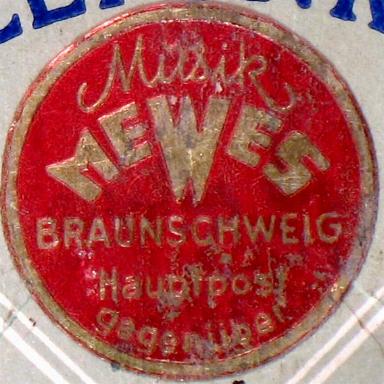 Musik
MEWES
BRAUNSCHWEIG
Hauptpost
gegenüber